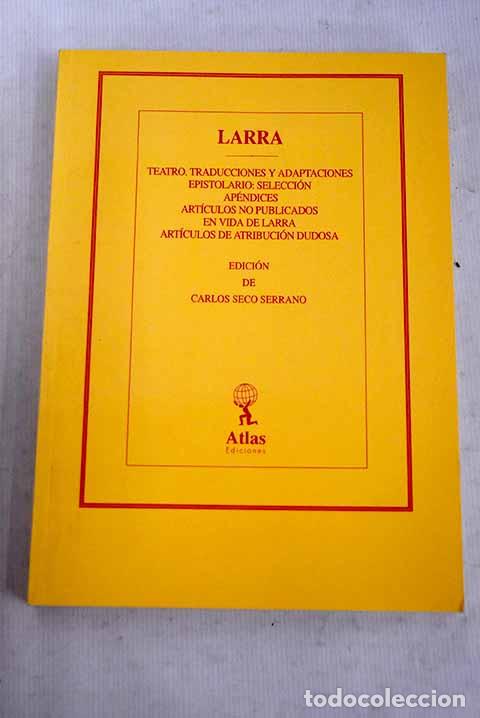 LARRA
TEATRO, TRADUCCIONES Y ADAPTACIONES
EPISTOLARIO: SELECCIÓN
APÉNDICES
ARTÍCULOS NO PUBLICADOS
EN VIDA DE LARRA
ARTÍCULOS DE ATRIBUCIÓN DUDOSA
EDICIÓN
DE
CARLOS SECO SERRANO
Atlas
Ediciones
todocoleccion